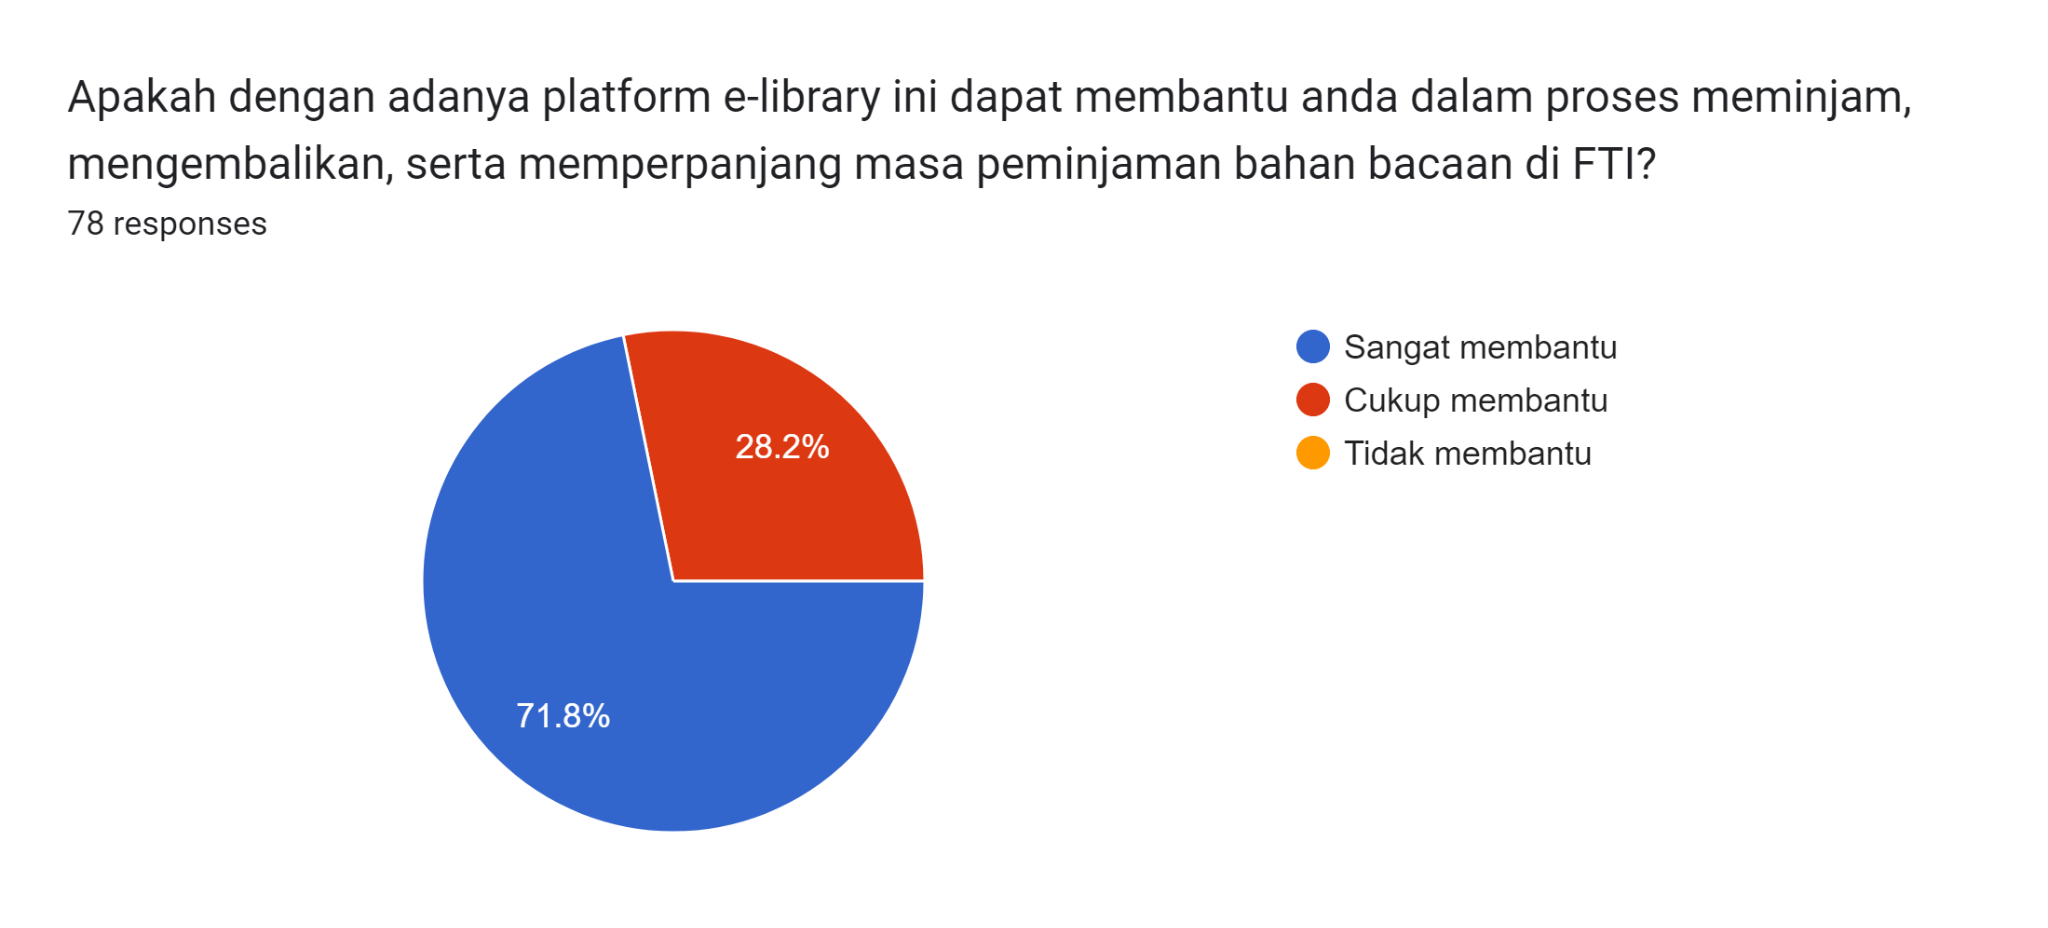 Apakah dengan adanya platform e-library ini dapat membantu anda dalam proses meminjam,
mengembalikan, serta memperpanjang masa peminjaman bahan bacaan di FTI?
78 responses
Sangat membantu
Cukup membantu
Tidak membantu
28.2%
71.8%